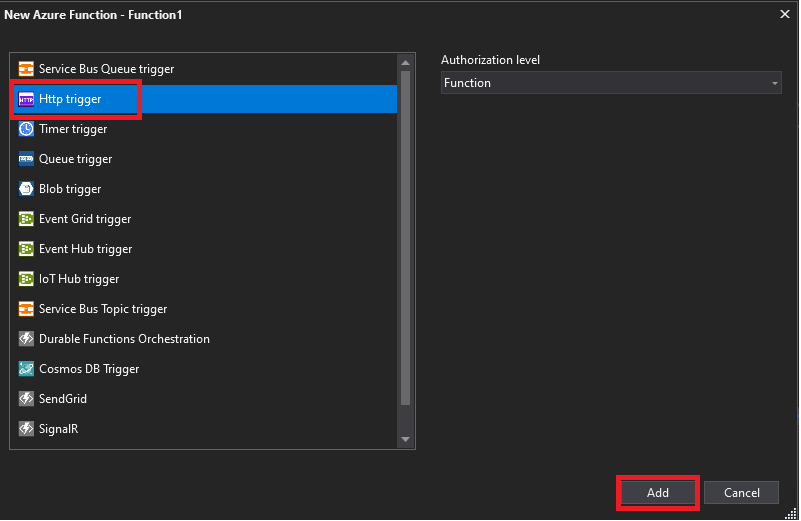 New Azure Function - Function1
Service Bus Queue trigger
Authorization level
Function
HTTP
Http trigger
Timer trigger
Queue trigger
Blob trigger
Event Grid trigger
Event Hub trigger
IoT Hub trigger
Service Bus Topic trigger
Durable Functions Orchestration
Cosmos DB Trigger
SendGrid
SignalR
Add
Cancel